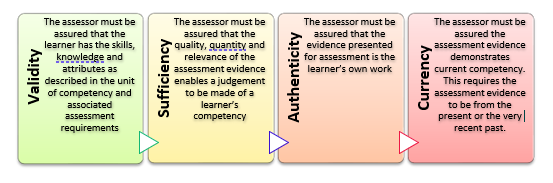 Validity
The assessor must be
assured that the
learner has the skills,
knowledge and
attributes as
described in the unit
of competency and
associated
assessment
requirements
Sufficiency
The assessor must be
assured that the
quality, quantity and
relevance of the
assessment evidence
enables a judgement
to be made of a
learner's
competency
Authenticity
The assessor must be
assured that the
evidence presented
for assessment is the
learner's own work
Currency
The assessor must be
assured the
assessment evidence
demonstrates
current competency.
This requires the
assessment evidence
to be from the
present or the very
recent past.